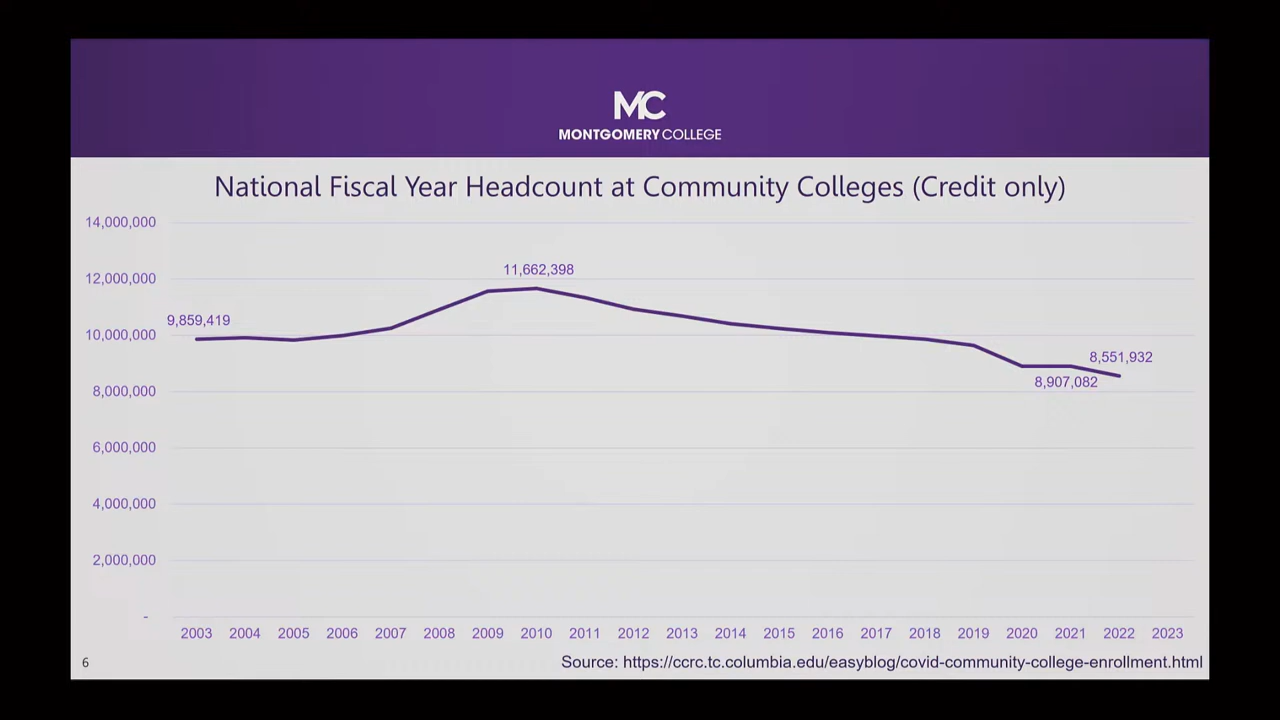 MC
MONTGOMERY COLLEGE
National Fiscal Year Headcount at Community Colleges (Credit only)
14,000,000
12,000,000
11,662,398
9,859,419
10,000,000
8,551,932
8,907,082
8,000,000
6,000,000
4,000,000
2,000,000
-
2003 2004 2005 2006 2007 2008 2009 2010 2011 2012 2013 2014 2015 2016 2017 2018 2019 2020 2021 2022 2023
6
Source: https://ccrc.tc.columbia.edu/easyblog/covid-community-college-enrollment.html